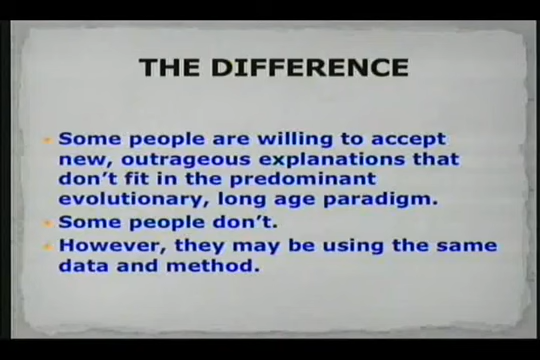 THE DIFFERENCE
Some people are willing to accept
new, outrageous explanations that
don't fit in the predominant
evolutionary, long age paradigm.
Some people don't.
However, they may be using the same
data and method.